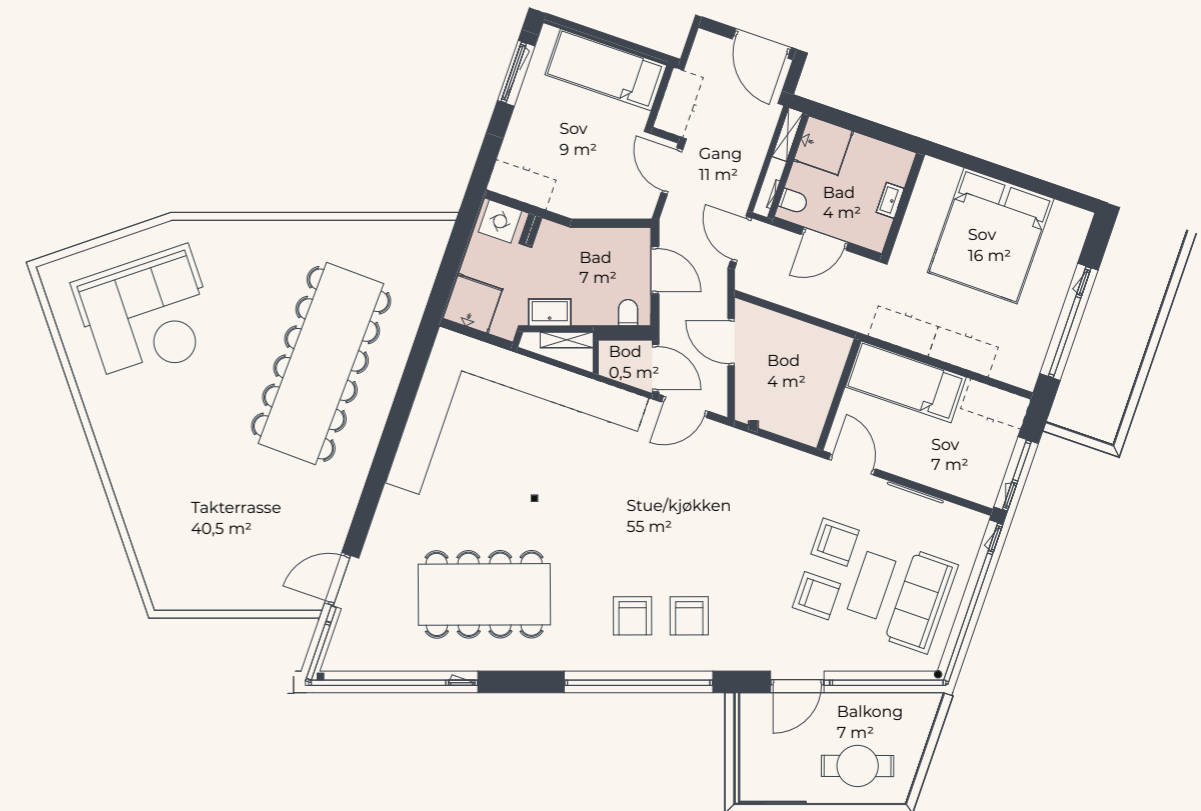 Sov
9 m²
Gang
11 m²
Bad
4 m²
Sov
16 m²
Bad
7 m²
Bod
0,5 m²
Bod
4 m²
Sov
7 m²
Takterrasse
40,5 m²
Stue/kjøkken
55 m²
Balkong
7 m²